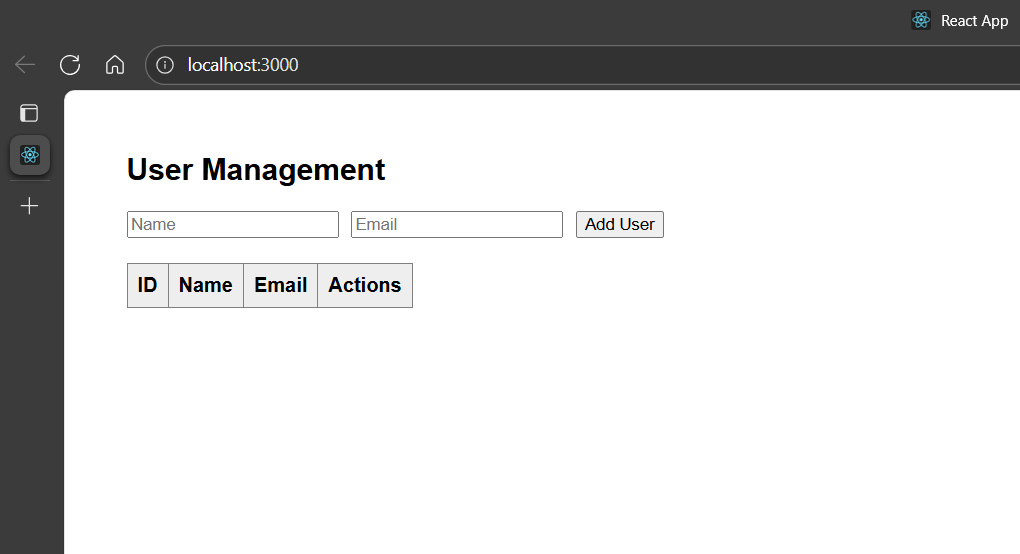 React App
localhost:3000
User Management
Name Email Add User
ID Name Email Actions